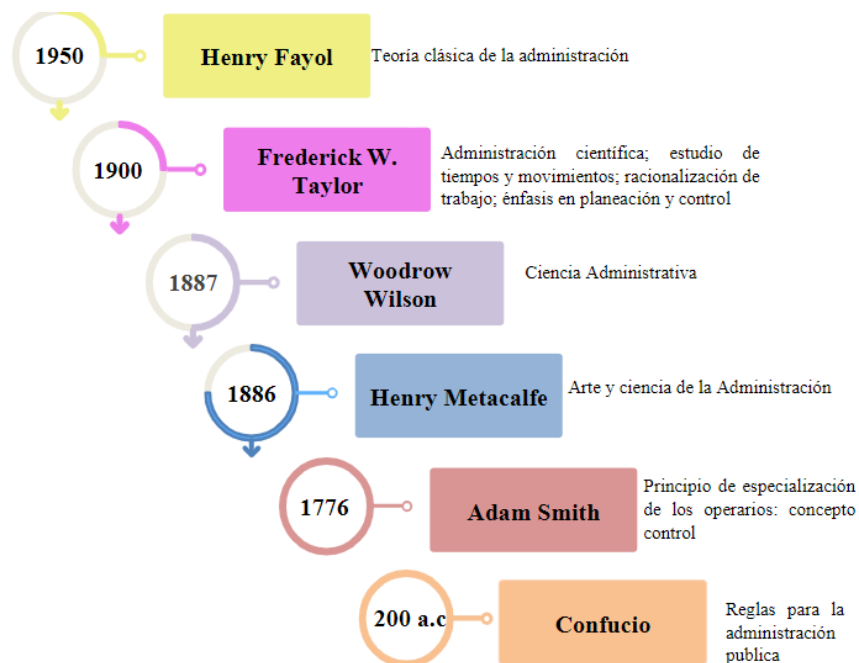 1950
Henry Fayol
Teoría clásica de la administración
1900
Frederick W.
Taylor
Administración científica; estudio de
tiempos y movimientos; racionalización de
trabajo; énfasis en planeación y control
1887
Woodrow
Wilson
Ciencia Administrativa
1886
Henry Metacalfe
Arte y ciencia de la Administración
1776
Adam Smith
Principio de especialización
de los operarios: concepto
control
200 a.c
Confucio
Reglas para la
administración
publica